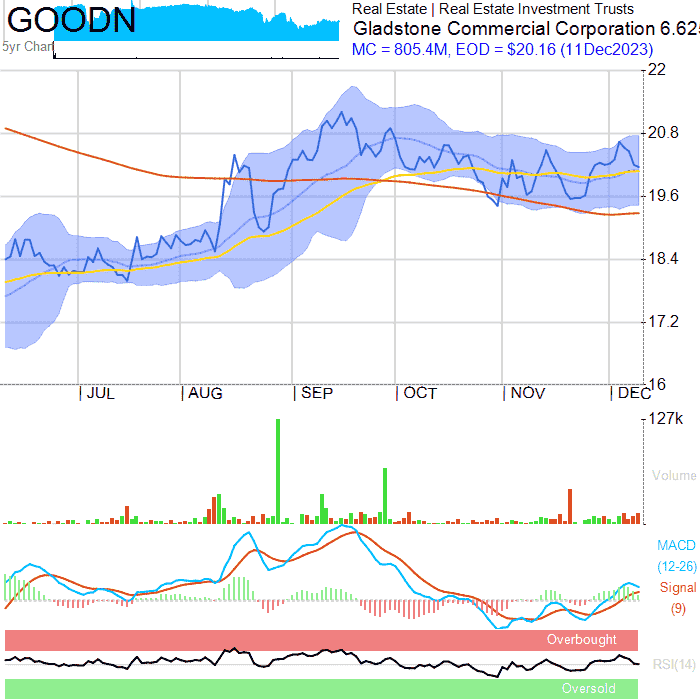 GOODN
Real Estate | Real Estate Investment Trusts
Gladstone Commercial Corporation 6.625
5yr Chart
MC = 805.4M, EOD = $20.16 (11Dec2023)
22
20.8
19.6
18.4
17.2
16
JUL
AUG
SEP
OCT
NOV
DEC
127k
Volume
MACD
(12-26)
Signal
(9)
Overbought
RSI(14)
Oversold